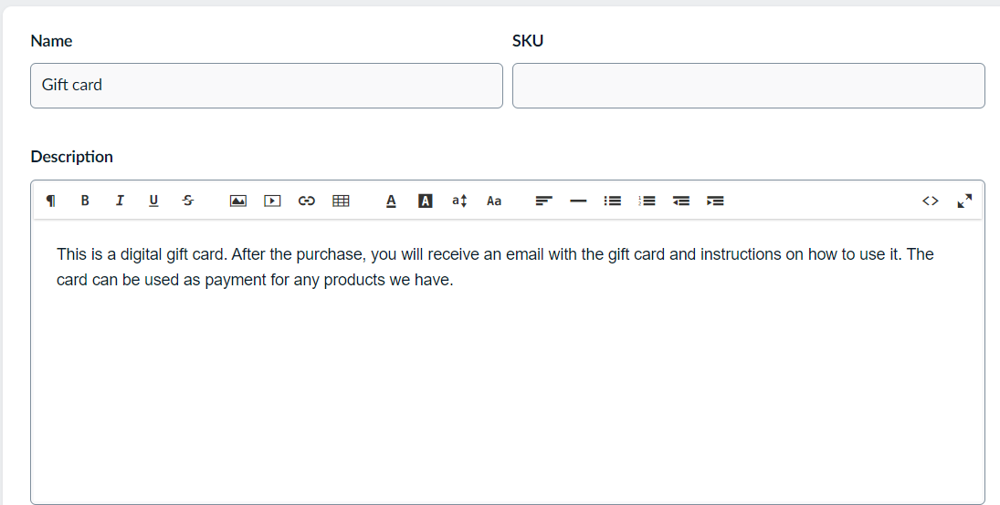 Name
SKU
Gift card
Description
¶ B I U S A A a Aa <>
This is a digital gift card. After the purchase, you will receive an email with the gift card and instructions on how to use it. The
card can be used as payment for any products we have.